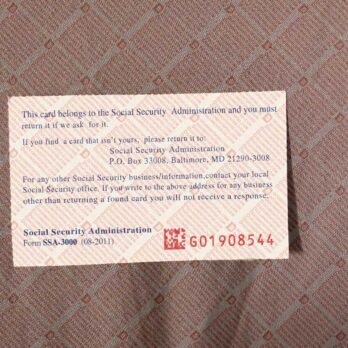 This card belongs to the Social Security Administration and you must
return it if we ask for it.
If you find a card that isn't yours, please return it to:
Social Security Administration
P.O. Box 33008, Baltimore, MD 21290-3008
For any other Social Security business/information,contact your local
Social Security office. If you write to the above address for any business
other than returning a found card you will not receive a response.
Social Security Administration
Form SSA-3000 (08-2011)
G01908544